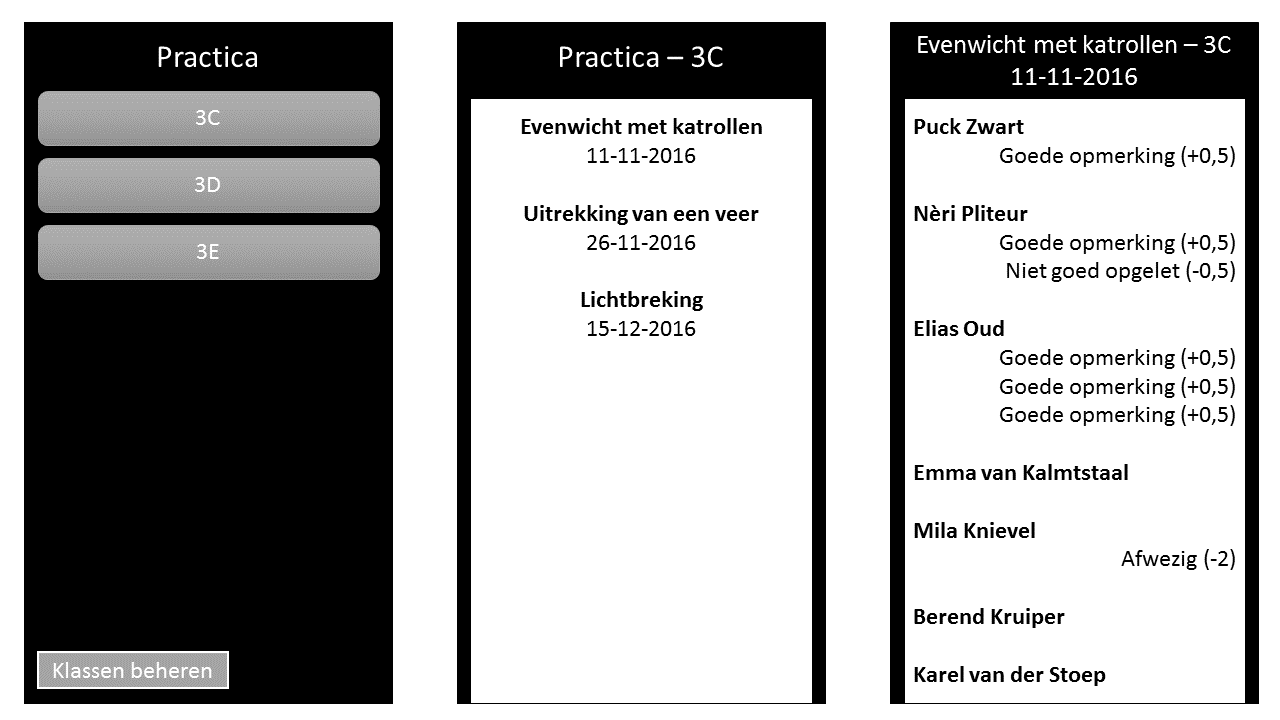 Practica
3C
3D
3E
Klassen beheren
Practica – 3C
Evenwicht met katrollen
11-11-2016
Uitrekking van een veer
26-11-2016
Lichtbreking
15-12-2016
Evenwicht met katrollen – 3C
11-11-2016
Puck Zwart
Goede opmerking (+0,5)
Nèri Pliteur
Goede opmerking (+0,5)
Niet goed opgelet (-0,5)
Elias Oud
Goede opmerking (+0,5)
Goede opmerking (+0,5)
Goede opmerking (+0,5)
Emma van Kalmtstaal
Mila Knievel
Afwezig (-2)
Berend Kruiper
Karel van der Stoep